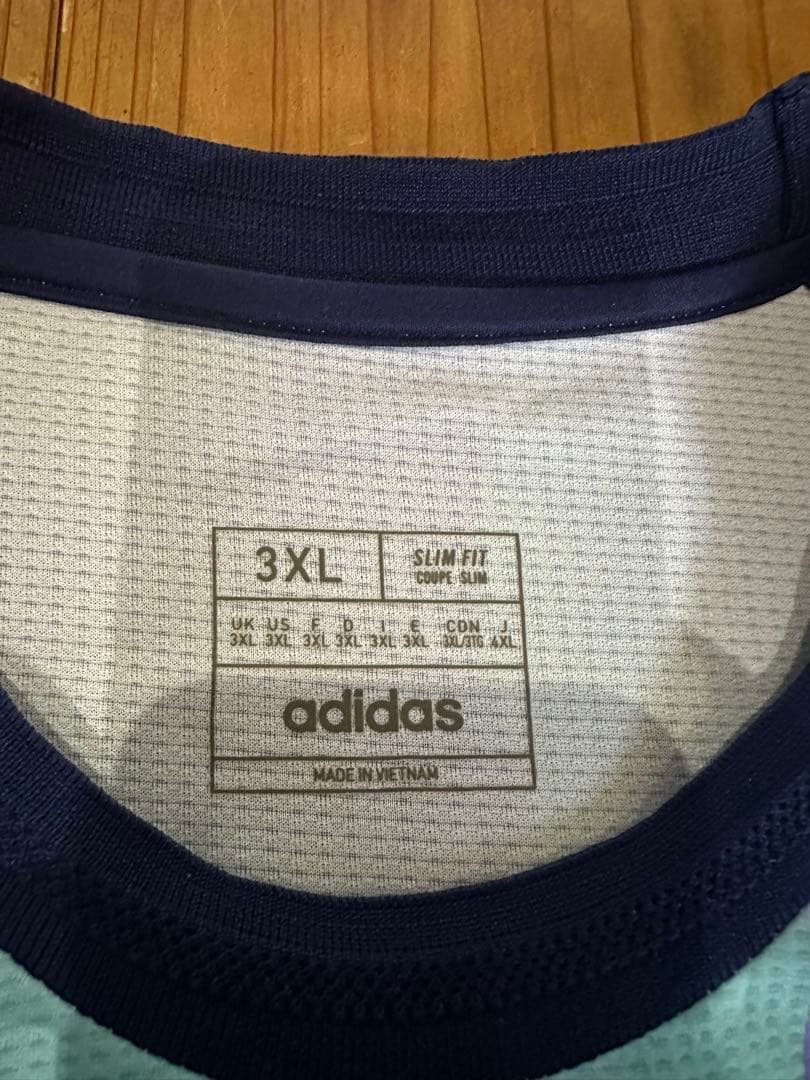 3XL
SLIM FIT
COUPE SLIM
UK US F D I E CDN J
3XL 3XL 3XL 3XL 3XL 3XL 3XL/3TG 4XL
adidas
MADE IN VIETNAM